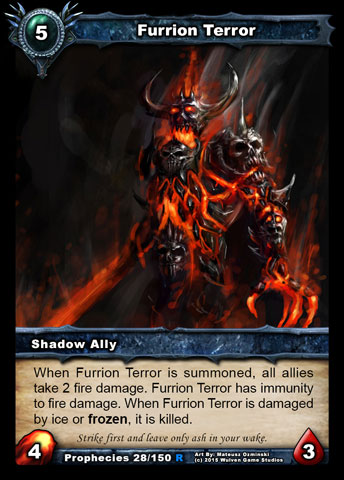 5
Furrion Terror
Shadow Ally
When Furrion Terror is summoned, all allies
take 2 fire damage. Furrion Terror has immunity
to fire damage. When Furrion Terror is damaged
by ice or frozen, it is killed.
Strike first and leave only ash in your wake.
4
Prophecies 28/150 R
Art By: Mateusz Ozminski
(c) 2015 Wulven Game Studios
3